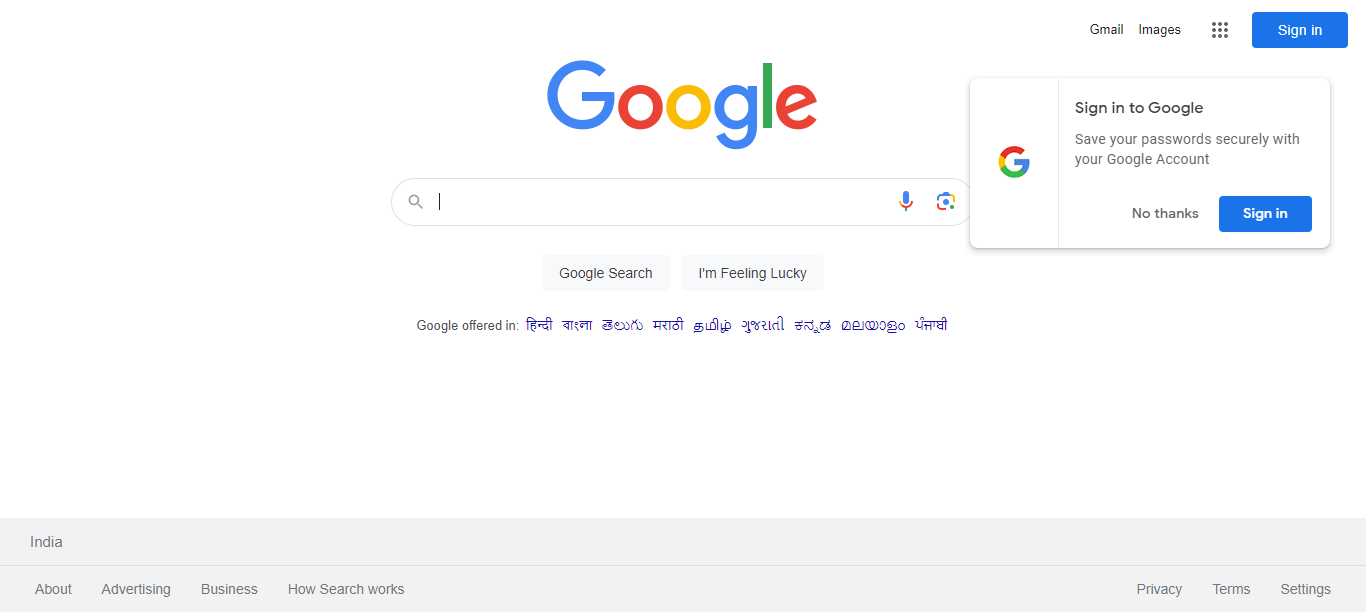 Gmail Images Sign in
Google
Sign in to Google
Save your passwords securely with
your Google Account
No thanks Sign in
Google Search I'm Feeling Lucky
Google offered in: हिन्दी বাংলা తెలుగు मराठी தமிழ் ગુજરાતી ಕನ್ನಡ മലയാളം ਪੰਜਾਬੀ
India
About Advertising Business How Search works Privacy Terms Settings